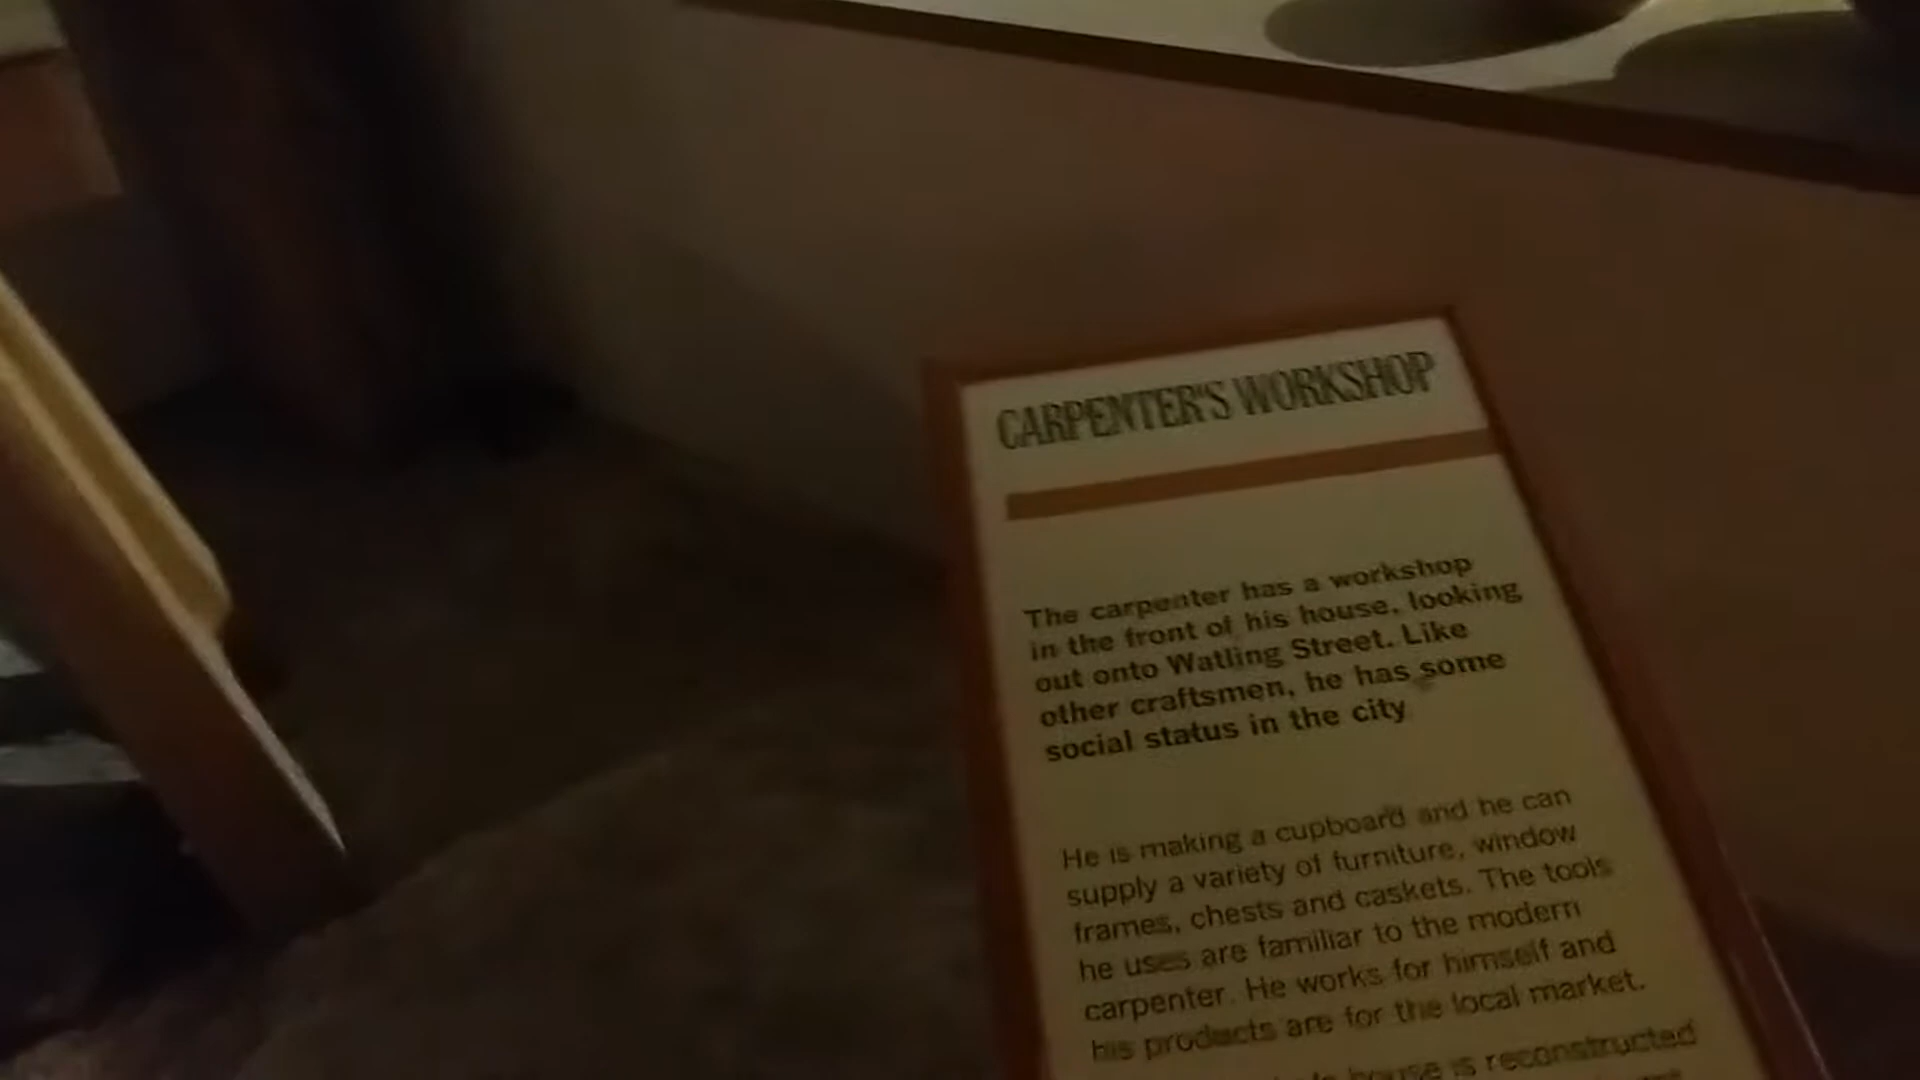 CARPENTER'S WORKSHOP
The carpenter has a workshop
in the front of his house, looking
out onto Watling Street. Like
other craftsmen, he has some
social status in the city
He is making a cupboard and he can
supply a variety of furniture, window
frames, chests and caskets. The tools
he uses are familiar to the modern
carpenter. He works for himself and
his products are for the local market.
house is reconstructed